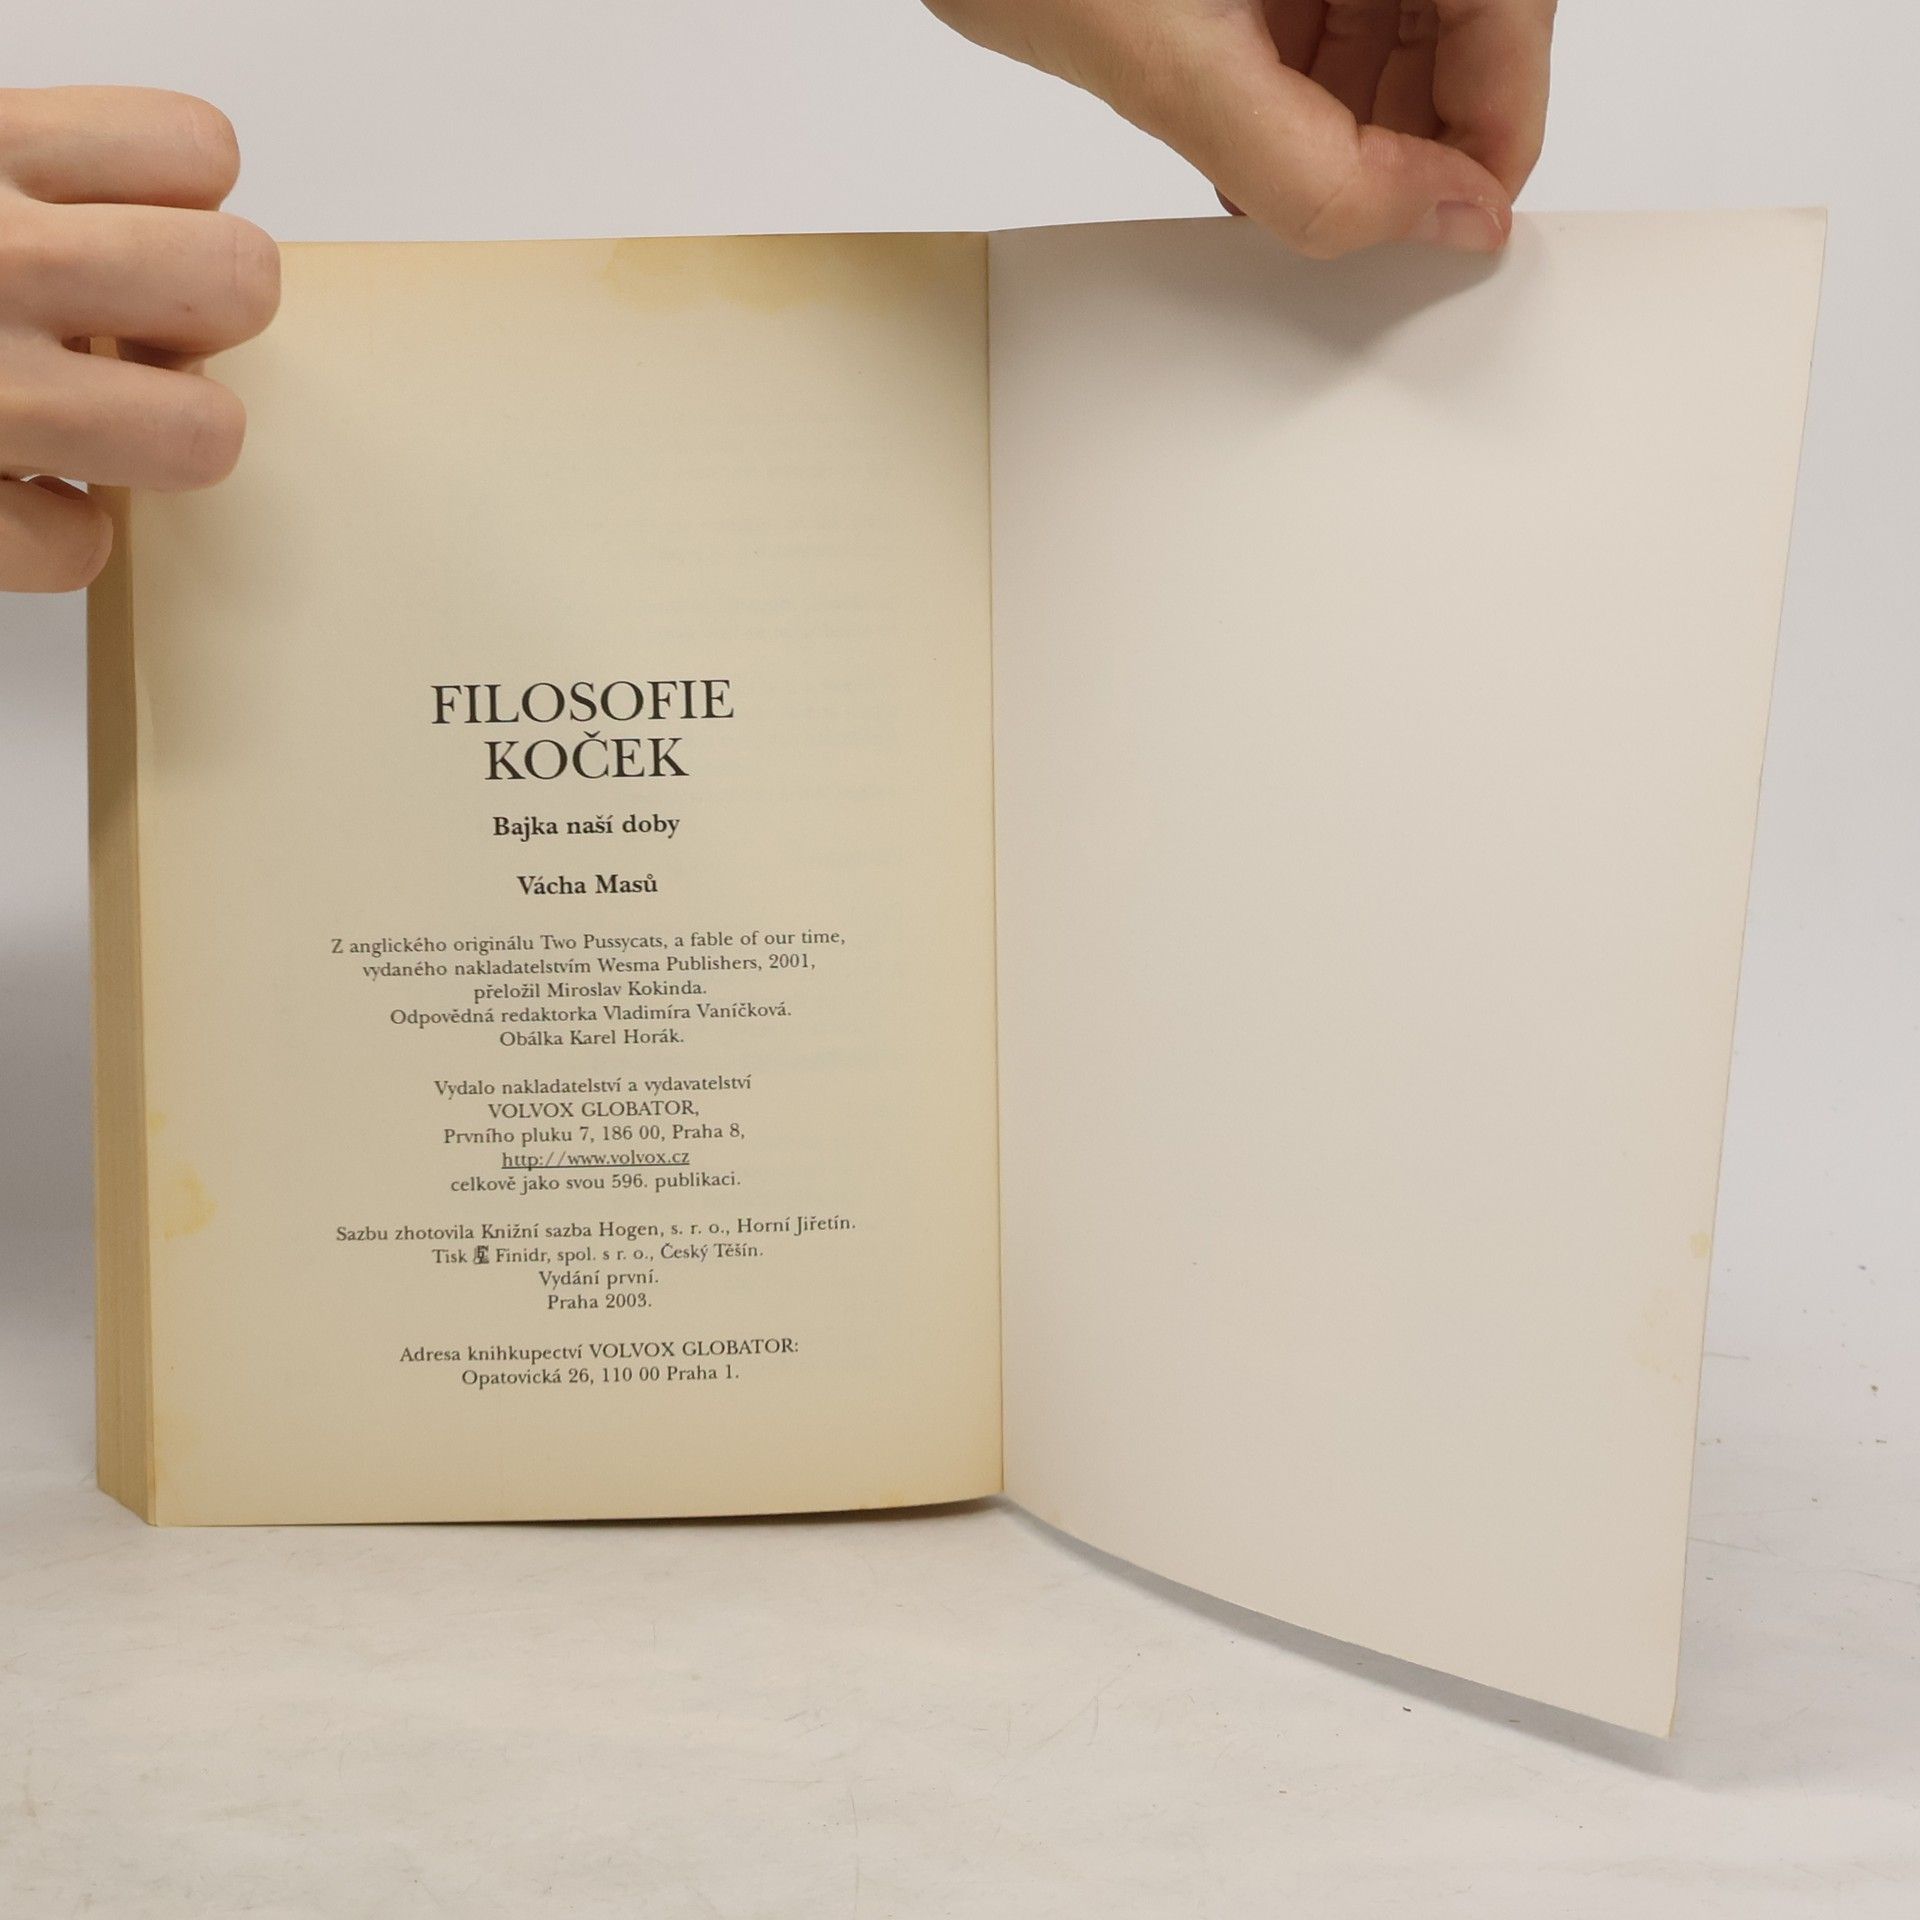 FILOSOFIE
KOČEK
Bajka naší doby
Vácha Masů
Z anglického originálu Two Pussycats, a fable of our time,
vydaného nakladatelstvím Wesma Publishers, 2001,
přeložil Miroslav Kokinda.
Odpovědná redaktorka Vladimíra Vaníčková.
Obálka Karel Horák.
Vydalo nakladatelství a vydavatelství
VOLVOX GLOBATOR,
Prvního pluku 7, 186 00, Praha 8,
http://www.volvox.cz
celkově jako svou 596. publikaci.
Sazbu zhotovila Knižní sazba Hogen, s. r. o., Horní Jiřetín.
Tisk Finidr, spol. s r. o., Český Těšín.
Vydání první.
Praha 2003.
Adresa knihkupectví VOLVOX GLOBATOR:
Opatovická 26, 110 00 Praha 1.